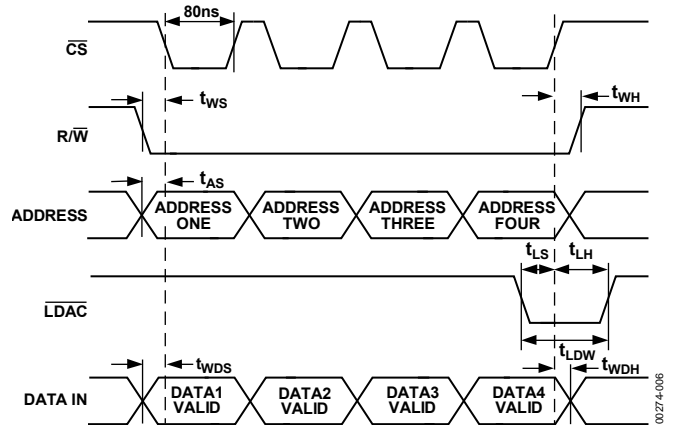 80ns
CS
tWS
tWH
R/W
tAS
ADDRESS
ADDRESS ONE
ADDRESS TWO
ADDRESS THREE
ADDRESS FOUR
tLS
tLH
LDAC
tLDW
tWDS
tWDH
DATA IN
DATA1 VALID
DATA2 VALID
DATA3 VALID
DATA4 VALID
00274-006